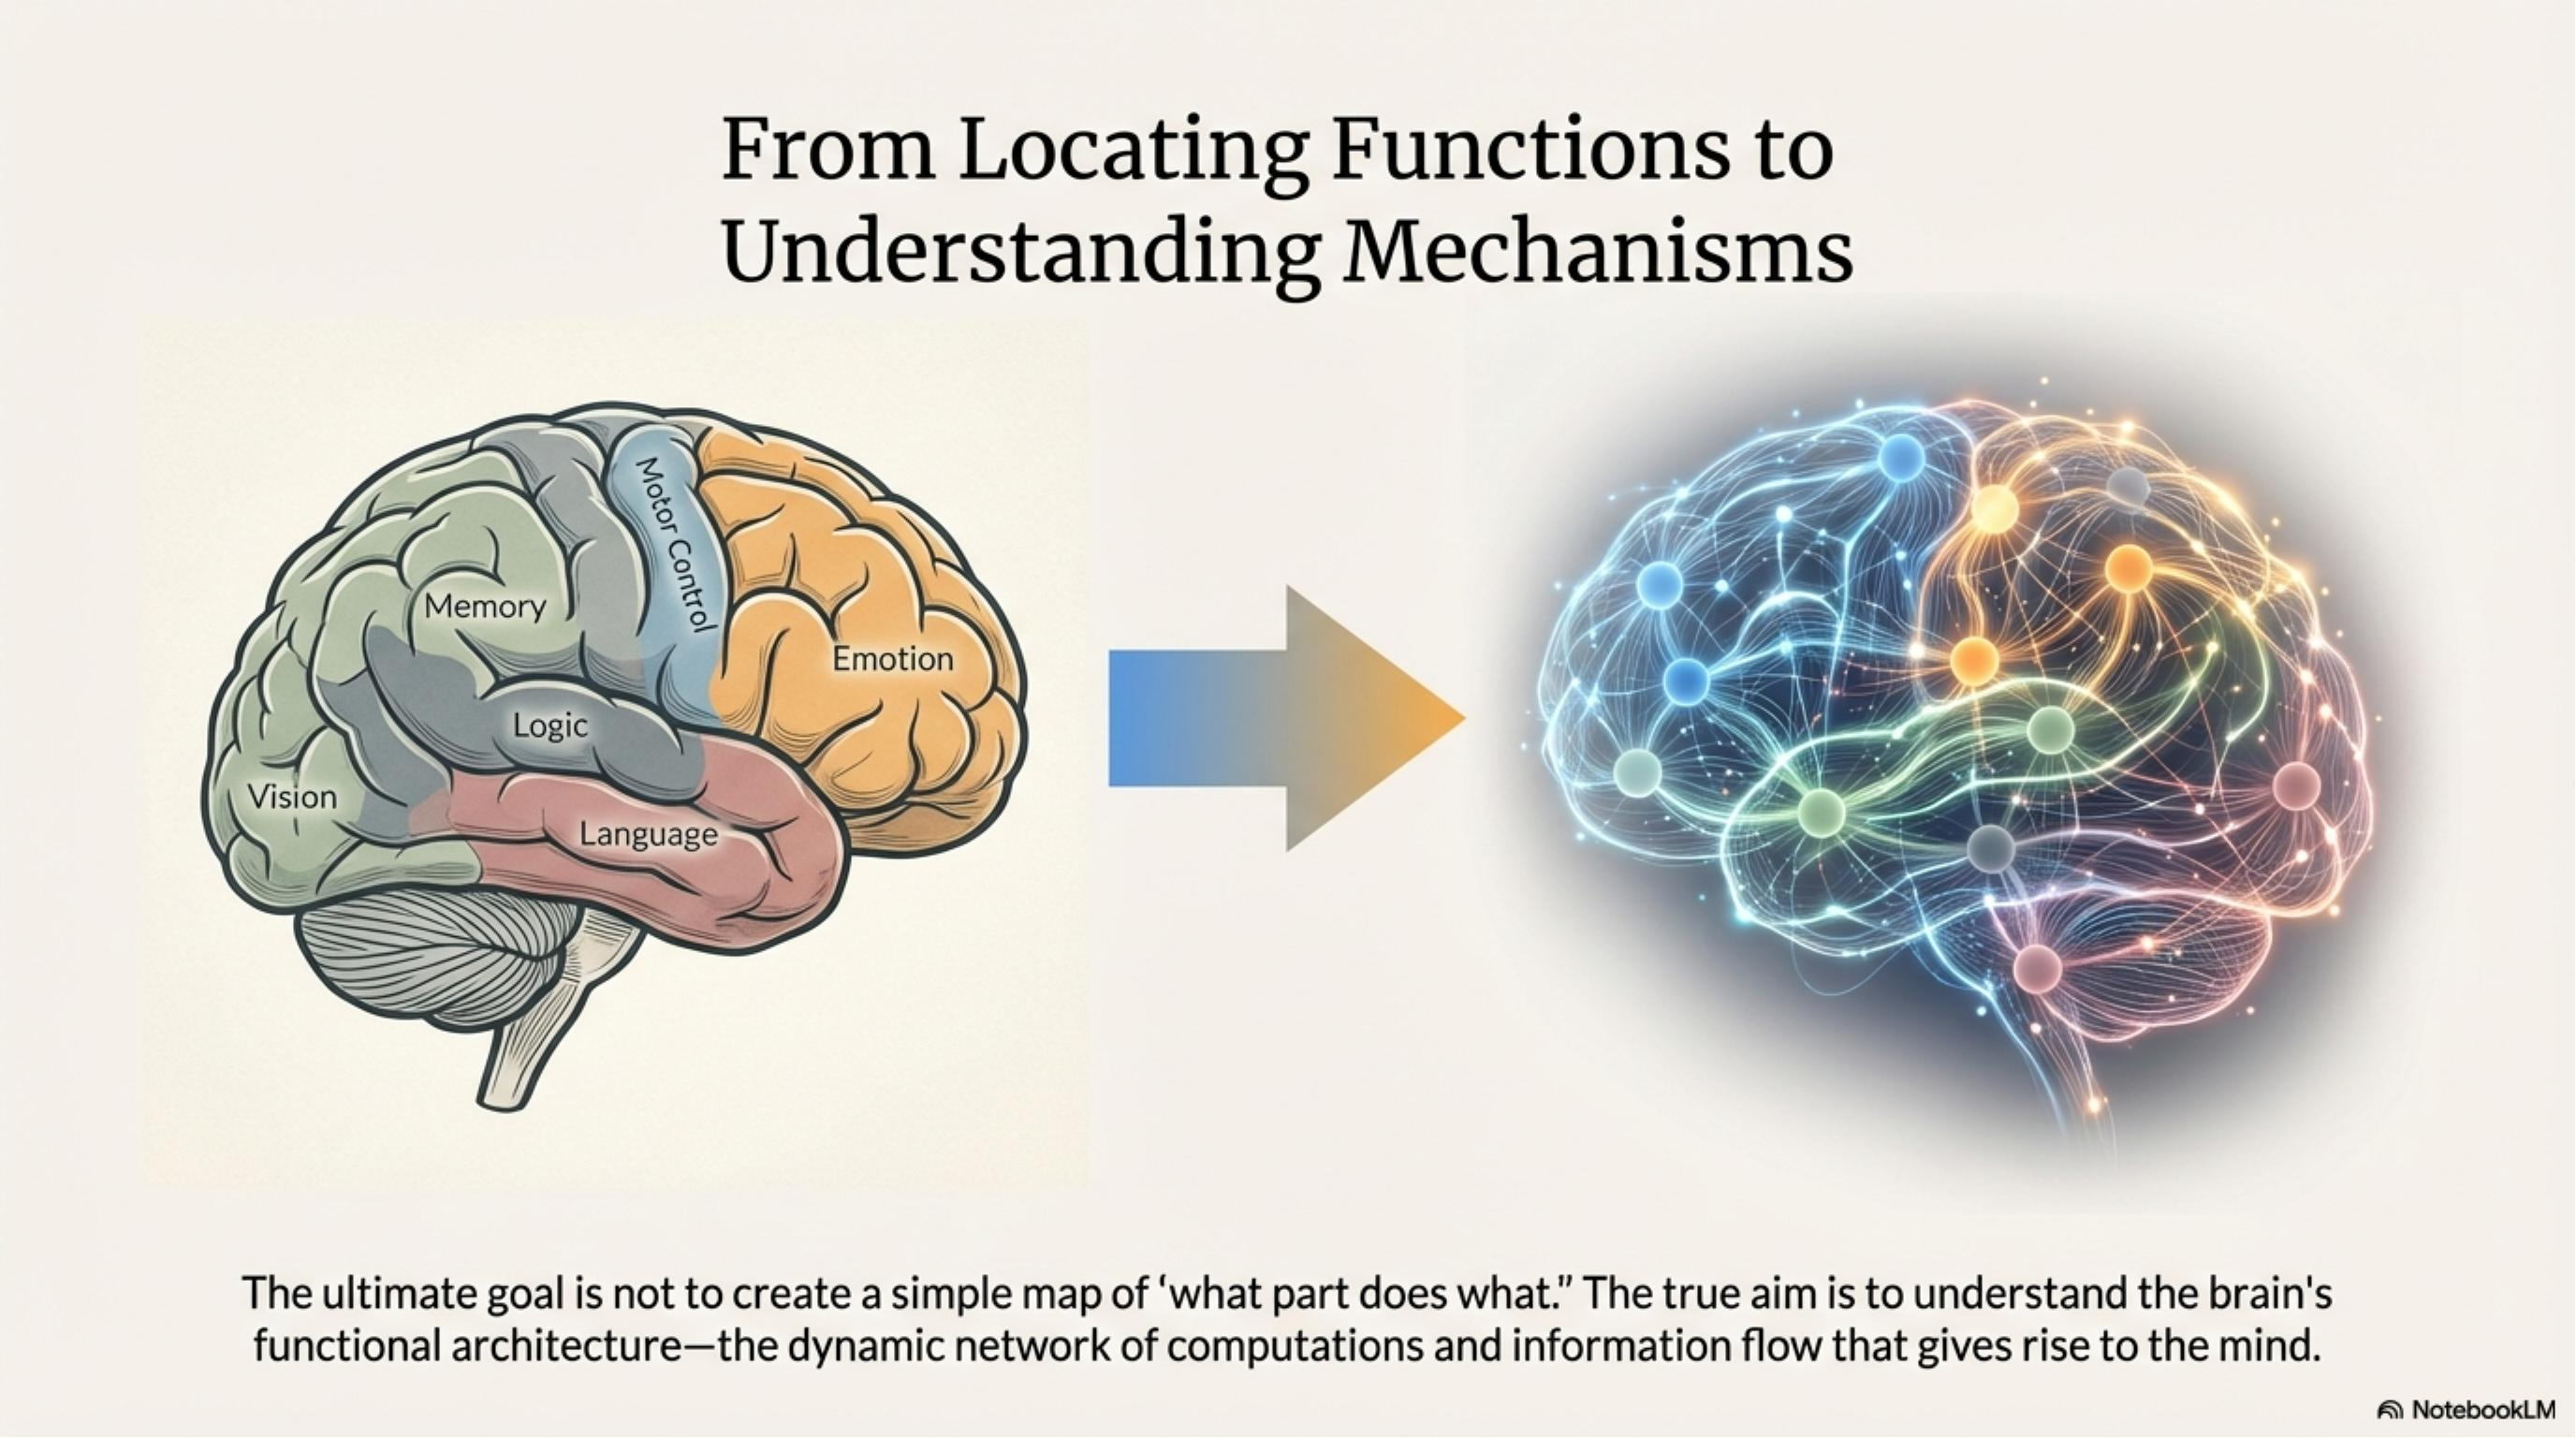 From Locating Functions to
Understanding Mechanisms
Motor Control
Memory
Emotion
Logic
Vision
Language
The ultimate goal is not to create a simple map of ‘what part does what.” The true aim is to understand the brain's
functional architecture—the dynamic network of computations and information flow that gives rise to the mind.
NotebookLM